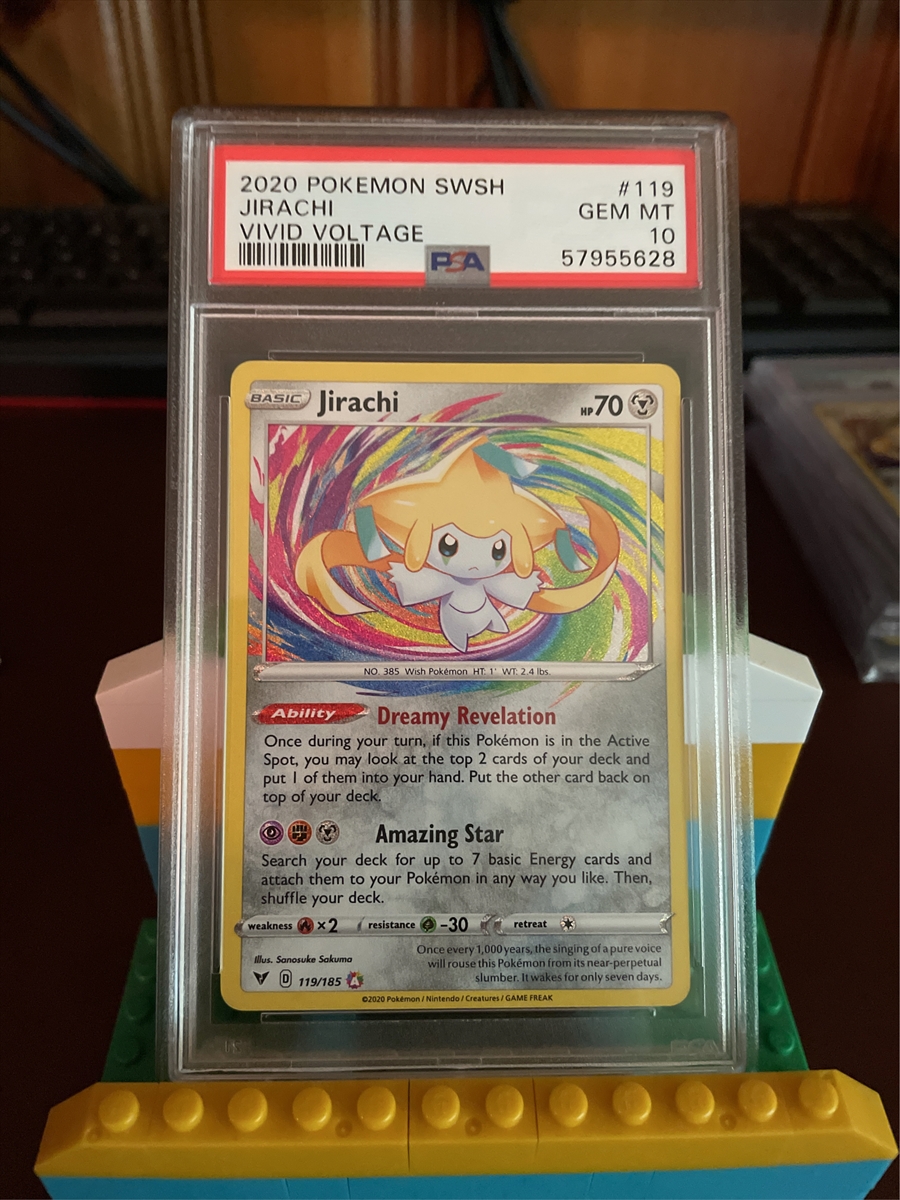 2020 POKEMON SWSH #119
JIRACHI GEM MT
VIVID VOLTAGE 10
PSA 57955628
BASIC Jirachi HP70
NO. 385 Wish Pokémon HT: 1' WT: 2.4 lbs.
Ability Dreamy Revelation
Once during your turn, if this Pokémon is in the Active
Spot, you may look at the top 2 cards of your deck and
put 1 of them into your hand. Put the other card back on
top of your deck.
Amazing Star
Search your deck for up to 7 basic Energy cards and
attach them to your Pokémon in any way you like. Then,
shuffle your deck.
weakness ×2 resistance -30 retreat
Illus. Sanosuke Sakuma
D 119/185 A
Once every 1,000 years, the singing of a pure voice
will rouse this Pokémon from its near-perpetual
slumber. It wakes for only seven days.
©2020 Pokémon / Nintendo / Creatures / GAME FREAK
PSA